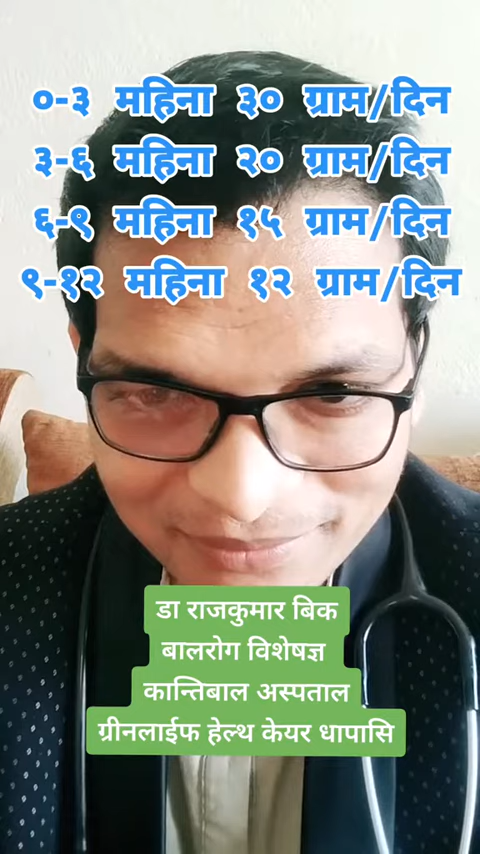 ०-३ महिना ३० ग्राम/दिन
३-६ महिना २० ग्राम/दिन
६-९ महिना १५ ग्राम/दिन
९-१२ महिना १२ ग्राम/दिन
डा राजकुमार बिक
बालरोग विशेषज्ञ
कान्तिबाल अस्पताल
ग्रीनलाईफ हेल्थ केयर धापासि